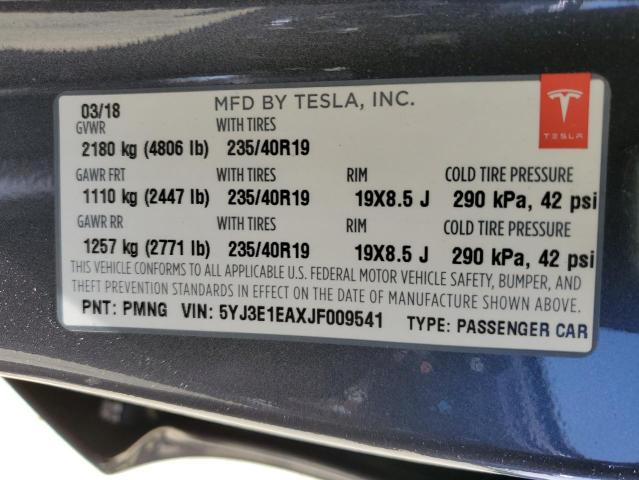 03/18 MFD BY TESLA, INC.
GVWR WITH TIRES
2180 kg (4806 lb) 235/40R19
GAWR FRT WITH TIRES RIM COLD TIRE PRESSURE
1110 kg (2447 lb) 235/40R19 19X8.5 J 290 kPa, 42 psi
GAWR RR WITH TIRES RIM COLD TIRE PRESSURE
1257 kg (2771 lb) 235/40R19 19X8.5 J 290 kPa, 42 psi
THIS VEHICLE CONFORMS TO ALL APPLICABLE U.S. FEDERAL MOTOR VEHICLE SAFETY, BUMPER, AND
THEFT PREVENTION STANDARDS IN EFFECT ON THE DATE OF MANUFACTURE SHOWN ABOVE.
PNT: PMNG VIN: 5YJ3E1EAXJF009541 TYPE: PASSENGER CAR
TESLA